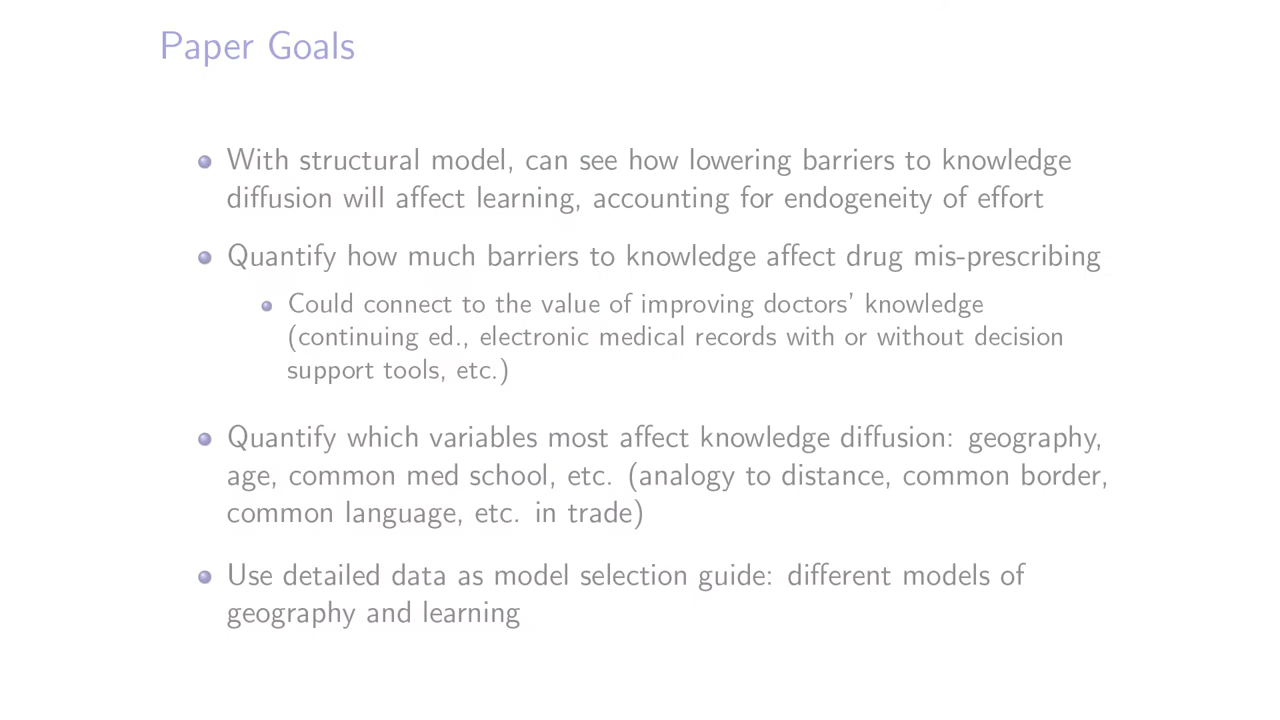 Paper Goals
With structural model, can see how lowering barriers to knowledge
diffusion will affect learning, accounting for endogeneity of effort
Quantify how much barriers to knowledge affect drug mis-prescribing
Could connect to the value of improving doctors' knowledge
(continuing ed., electronic medical records with or without decision
support tools, etc.)
Quantify which variables most affect knowledge diffusion: geography,
age, common med school, etc. (analogy to distance, common border,
common language, etc. in trade)
Use detailed data as model selection guide: different models of
geography and learning